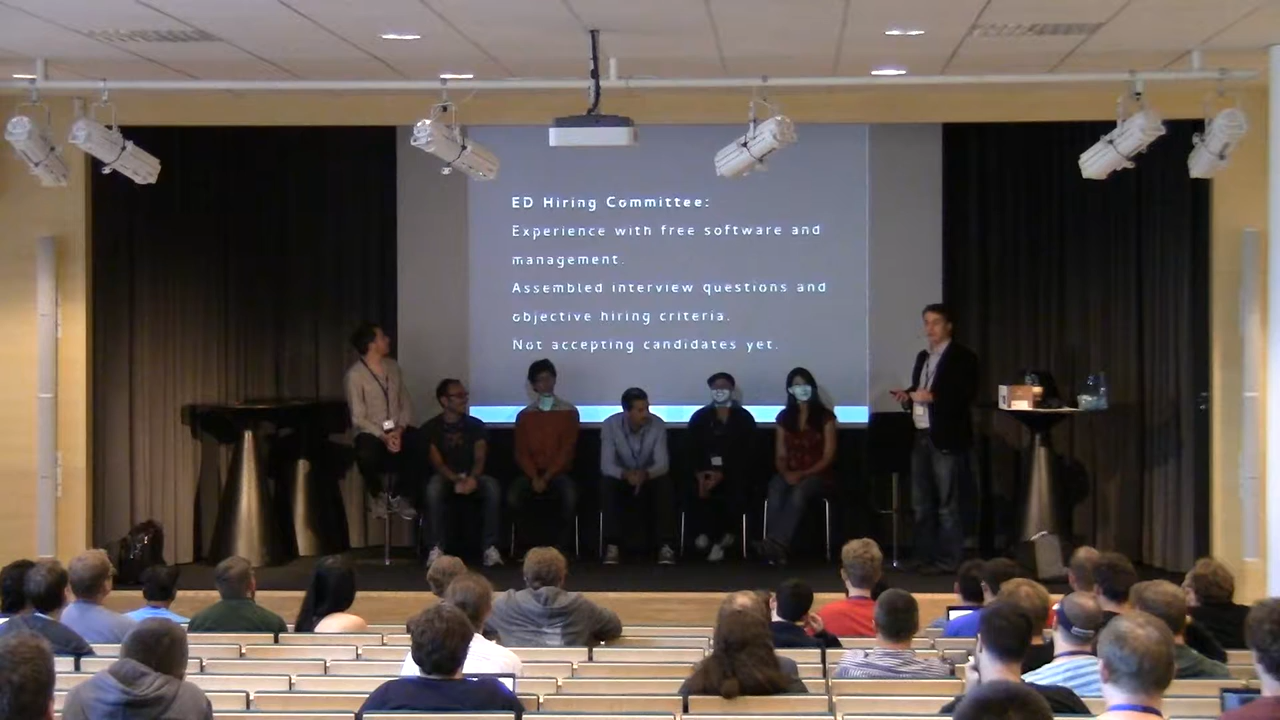 ED Hiring Committee:
Experience with free software and
management.
Assembled interview questions and
objective hiring criteria.
Not accepting candidates yet.